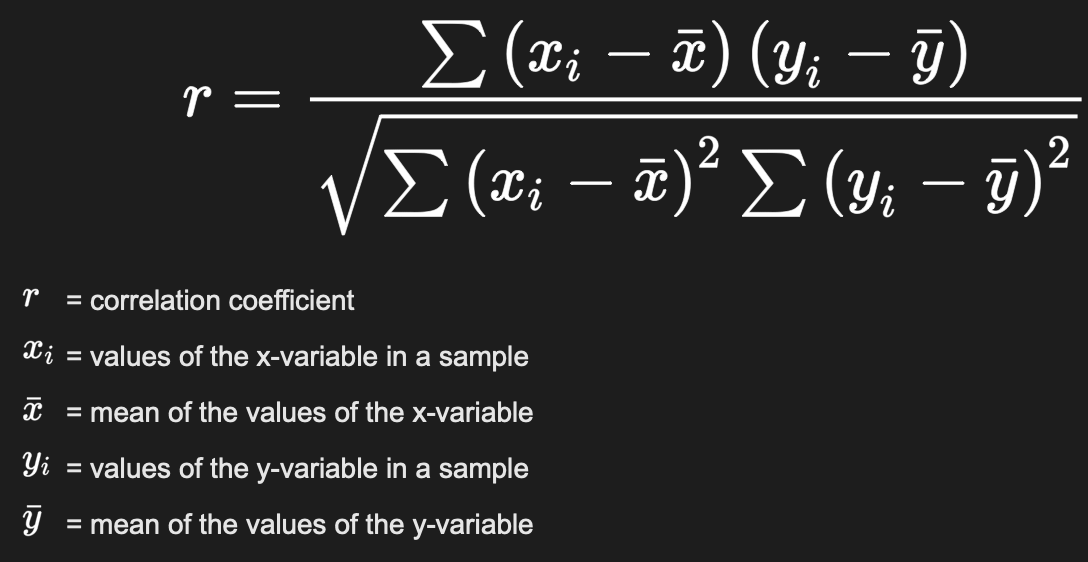 r = \frac{\sum (x_i - \bar{x}) (y_i - \bar{y})}{\sqrt{\sum (x_i - \bar{x})^2 \sum (y_i - \bar{y})^2}}
r = correlation coefficient
x_i = values of the x-variable in a sample
\bar{x} = mean of the values of the x-variable
y_i = values of the y-variable in a sample
\bar{y} = mean of the values of the y-variable